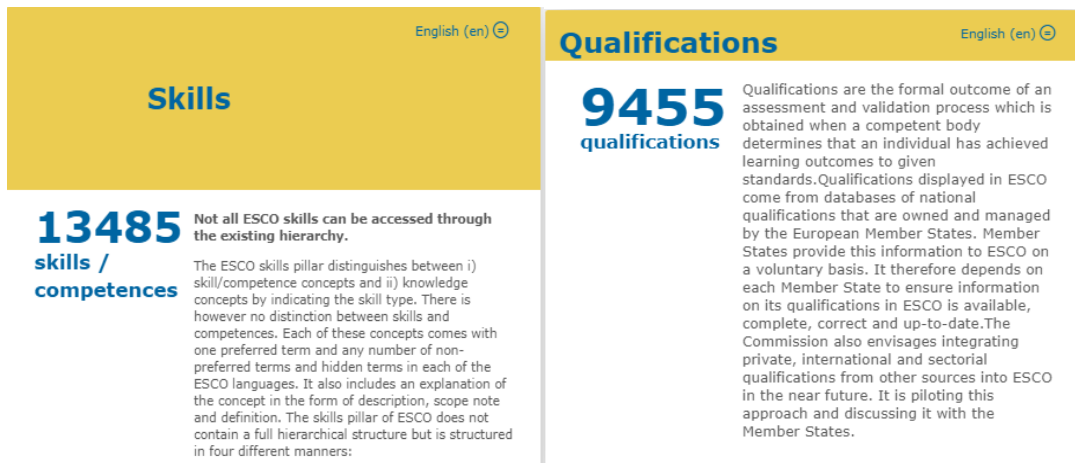 English (en)
Skills
13485
skills /
competences
Not all ESCO skills can be accessed through
the existing hierarchy.
The ESCO skills pillar distinguishes between i)
skill/competence concepts and ii) knowledge
concepts by indicating the skill type. There is
however no distinction between skills and
competences. Each of these concepts comes with
one preferred term and any number of non-
preferred terms and hidden terms in each of the
ESCO languages. It also includes an explanation of
the concept in the form of description, scope note
and definition. The skills pillar of ESCO does not
contain a full hierarchical structure but is structured
in four different manners:
English (en)
Qualifications
9455
qualifications
Qualifications are the formal outcome of an
assessment and validation process which is
obtained when a competent body
determines that an individual has achieved
learning outcomes to given
standards.Qualifications displayed in ESCO
come from databases of national
qualifications that are owned and managed
by the European Member States. Member
States provide this information to ESCO on
a voluntary basis. It therefore depends on
each Member State to ensure information
on its qualifications in ESCO is available,
complete, correct and up-to-date.The
Commission also envisages integrating
private, international and sectorial
qualifications from other sources into ESCO
in the near future. It is piloting this
approach and discussing it with the
Member States.